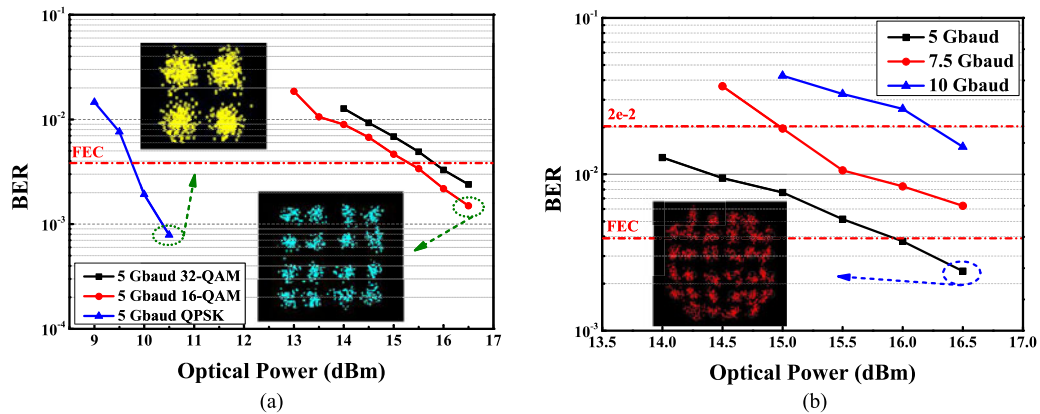 10^-1
10^-2
10^-3
10^-4
BER
FEC
5 Gbaud 32-QAM
5 Gbaud 16-QAM
5 Gbaud QPSK
9 10 11 12 13 14 15 16 17
Optical Power (dBm)
(a)
10^-1
10^-2
10^-3
BER
5 Gbaud
7.5 Gbaud
10 Gbaud
2e-2
FEC
13.5 14.0 14.5 15.0 15.5 16.0 16.5 17.0
Optical Power (dBm)
(b)